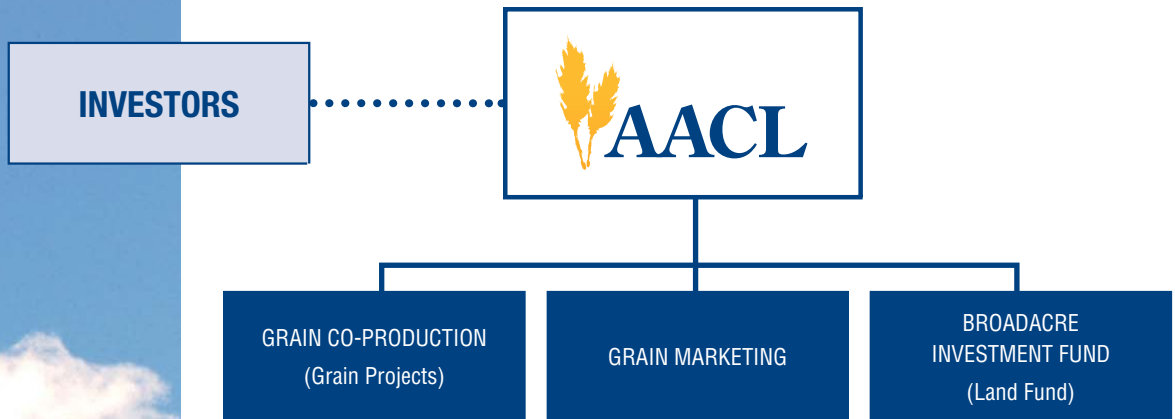 INVESTORS
AACL
GRAIN CO-PRODUCTION
(Grain Projects)
GRAIN MARKETING
BROADACRE
INVESTMENT FUND
(Land Fund)